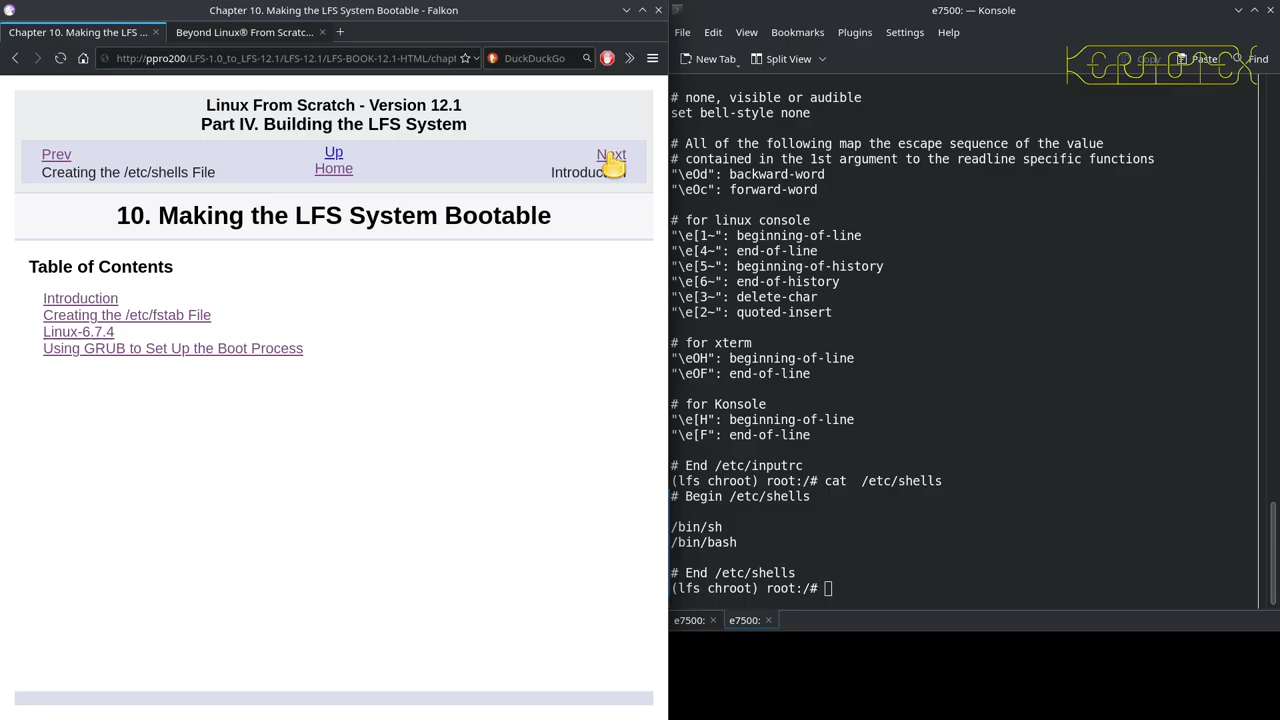 Chapter 10. Making the LFS System Bootable - Falkon
Chapter 10. Making the LFS ...
Beyond Linux® From Scratc...
http://ppro200/LFS-1.0_to_LFS-12.1/LFS-12.1/LFS-BOOK-12.1-HTML/chapt
DuckDuckGo
Linux From Scratch - Version 12.1
Part IV. Building the LFS System
Prev
Up
Next
Creating the /etc/shells File
Home
10. Making the LFS System Bootable
Table of Contents
Introduction
Creating the /etc/fstab File
Linux-6.7.4
Using GRUB to Set Up the Boot Process
e7500: — Konsole
File Edit View Bookmarks Plugins Settings Help
New Tab Split View Copy Paste Find
# none, visible or audible
set bell-style none
# All of the following map the escape sequence of the value
# contained in the 1st argument to the readline specific functions
"\eOd": backward-word
"\eOc": forward-word
# for linux console
"\e[1~": beginning-of-line
"\e[4~": end-of-line
"\e[5~": beginning-of-history
"\e[6~": end-of-history
"\e[3~": delete-char
"\e[2~": quoted-insert
# for xterm
"\eOH": beginning-of-line
"\eOF": end-of-line
# for Konsole
"\e[H": beginning-of-line
"\e[F": end-of-line
# End /etc/inputrc
(lfs chroot) root:/# cat  /etc/shells
# Begin /etc/shells
/bin/sh
/bin/bash
# End /etc/shells
(lfs chroot) root:/#
e7500:
e7500: